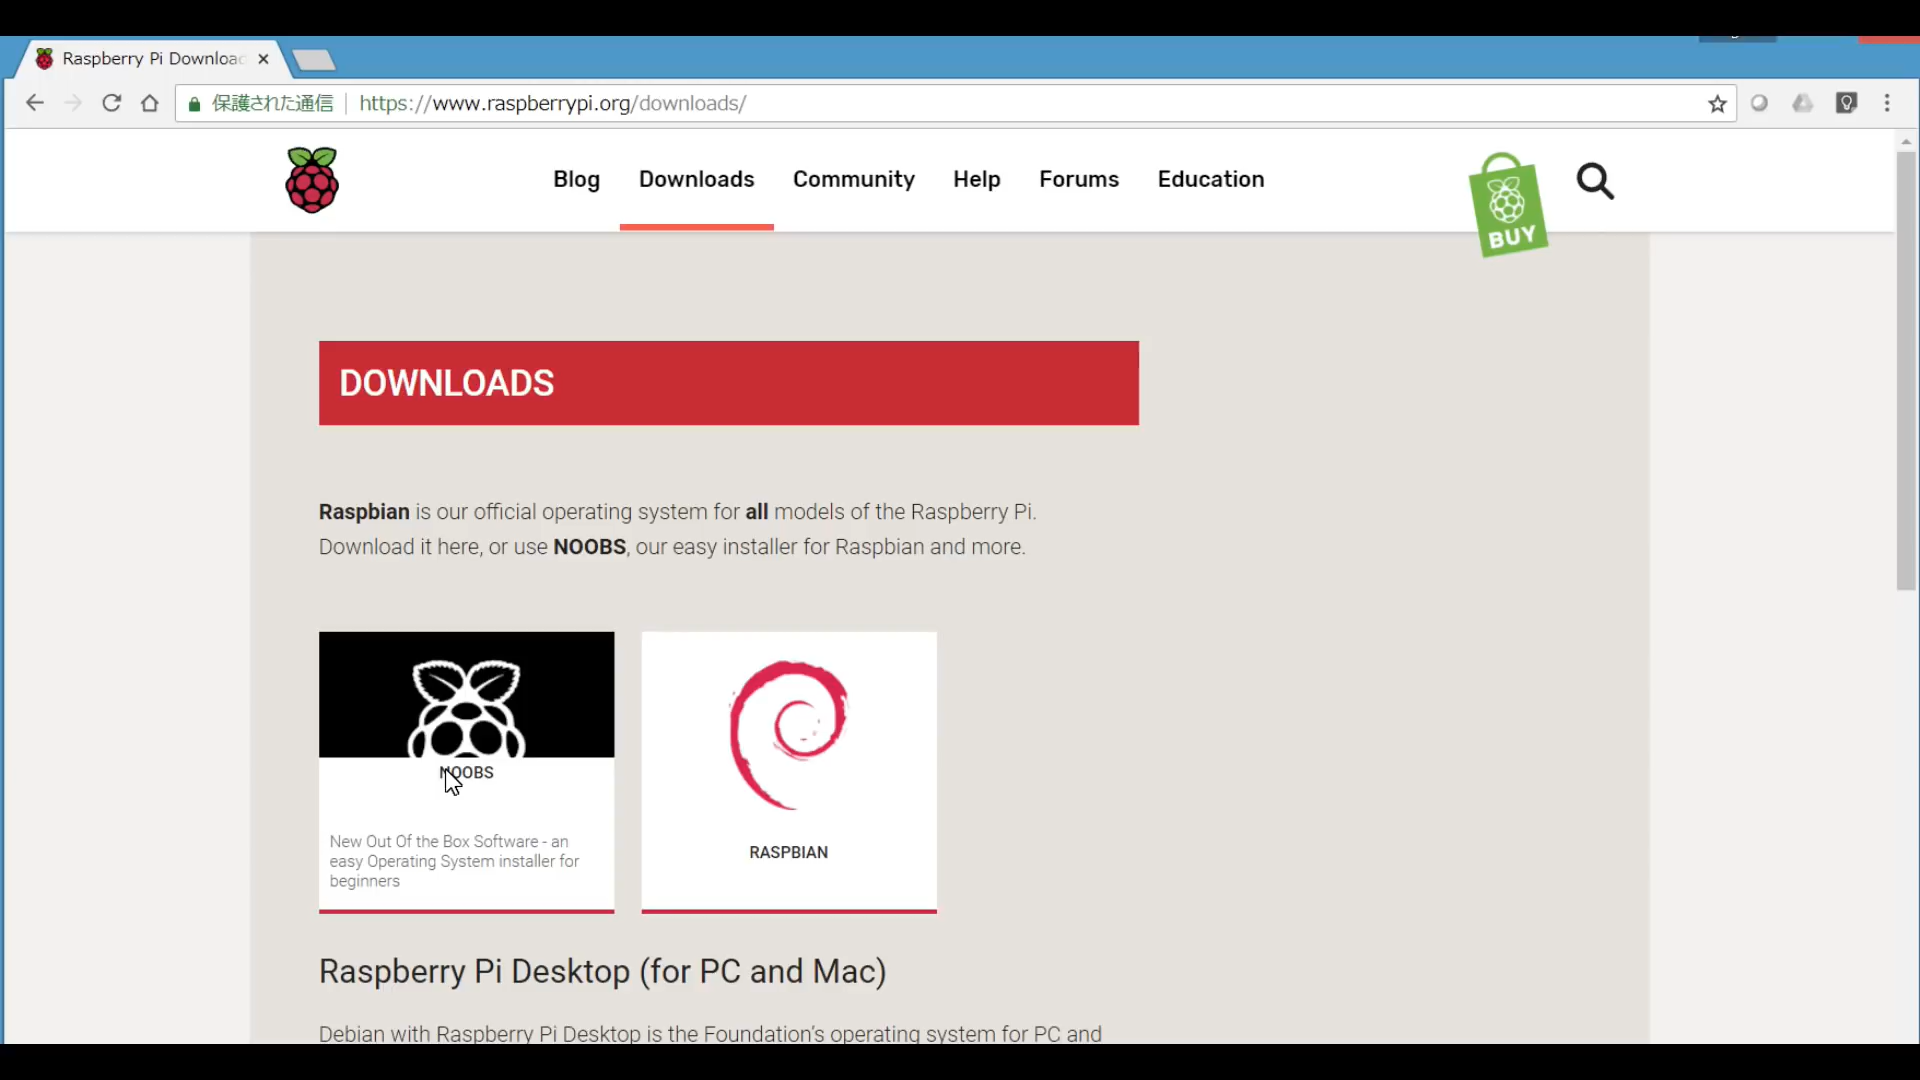 Raspberry Pi Downloa
保護された通信 https://www.raspberrypi.org/downloads/
Blog Downloads Community Help Forums Education
BUY
DOWNLOADS
Raspbian is our official operating system for all models of the Raspberry Pi.
Download it here, or use NOOBS, our easy installer for Raspbian and more.
NOOBS
New Out Of the Box Software - an
easy Operating System installer for
beginners
RASPBIAN
Raspberry Pi Desktop (for PC and Mac)
Debian with Raspberry Pi Desktop is the Foundation's operating system for PC and